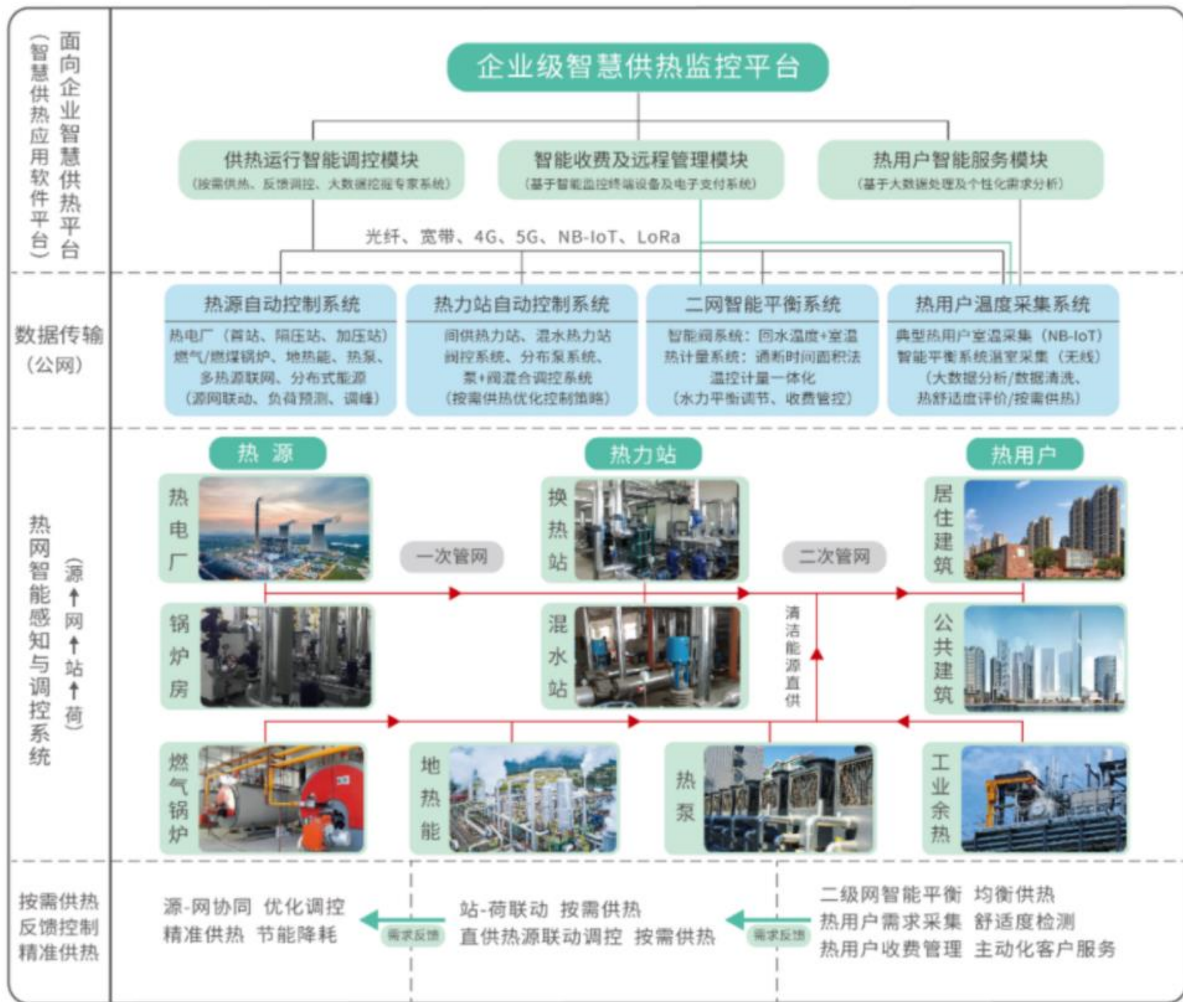 面向企业智慧供热平台
（智慧供热应用软件平台）
企业级智慧供热监控平台
供热运行智能调控模块
（按需供热、反馈调控、大数据挖掘专家系统）
智能收费及远程管理模块
（基于智能监控终端设备及电子支付系统）
热用户智能服务模块
（基于大数据处理及个性化需求分析）
光纤、宽带、4G、5G、NB-IoT、LoRa
数据传输
（公网）
热源自动控制系统
热电厂（首站、隔压站、加压站）
燃气/燃煤锅炉、地热能、热泵、
多热源联网、分布式能源
（源网联动、负荷预测、调峰）
热力站自动控制系统
间供热力站、混水热力站
阀控系统、分布泵系统、
泵+阀混合调控系统
（按需供热优化控制策略）
二网智能平衡系统
智能阀系统：回水温度+室温
热计量系统：通断时间面积法
温控计量一体化
（水力平衡调节、收费管控）
热用户温度采集系统
典型热用户室温采集（NB-IoT）
智能平衡系统温室采集（无线）
（大数据分析/数据清洗、
热舒适度评价/按需供热）
热网智能感知与调控系统
（源→网→站→荷）
热 源
热力站
热用户
热电厂
一次管网
换热站
二次管网
居住建筑
锅炉房
混水站
清洁能源直供
公共建筑
燃气锅炉
地热能
热泵
工业余热
按需供热
反馈控制
精准供热
源-网协同 优化调控
精准供热 节能降耗
需求反馈
站-荷联动 按需供热
直供热源联动调控 按需供热
需求反馈
二级网智能平衡 均衡供热
热用户需求采集 舒适度检测
热用户收费管理 主动化客户服务